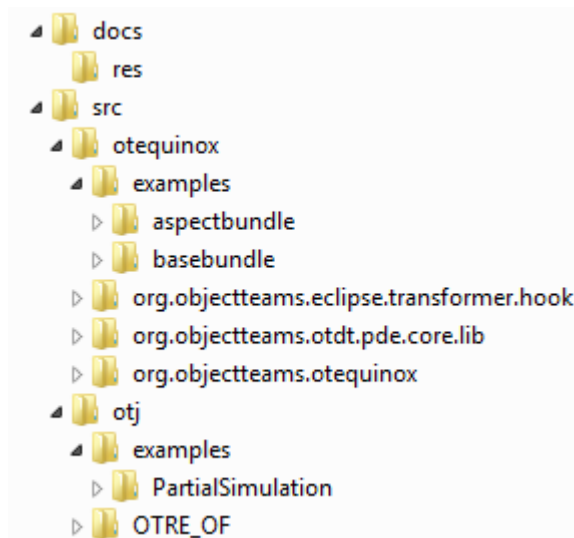 docs
res
src
otequinox
examples
aspectbundle
basebundle
org.objectteams.eclipse.transformer.hook
org.objectteams.otdt.pde.core.lib
org.objectteams.otequinox
otj
examples
PartialSimulation
OTRE_OF